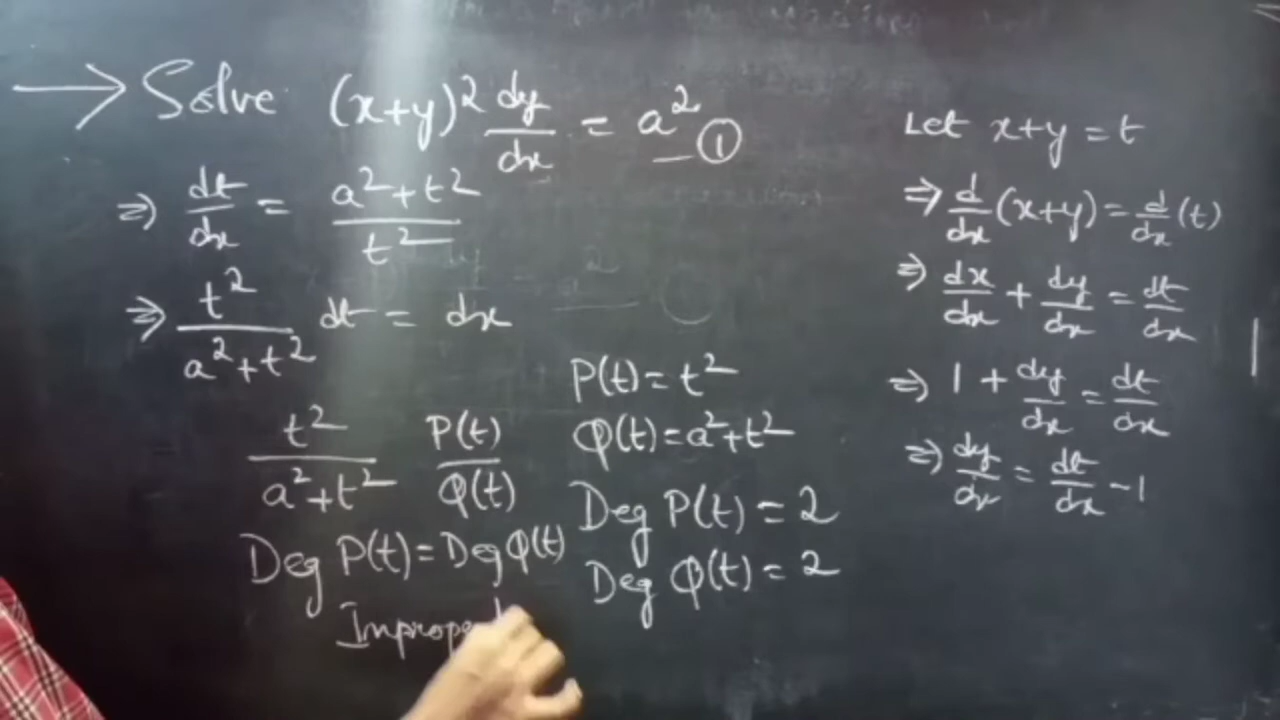 → Solve (x+y)² dy/dx = a² — ①
⇒ dt/dx = (a²+t²)/t²
⇒ t²/(a²+t²) dt = dx
t²/(a²+t²) P(t)/Q(t)
Deg P(t) = Deg Q(t)
P(t) = t²
Q(t) = a²+t²
Deg P(t) = 2
Deg Q(t) = 2
Let x+y = t
⇒ d/dx (x+y) = d/dx (t)
⇒ dx/dx + dy/dx = dt/dx
⇒ 1 + dy/dx = dt/dx
⇒ dy/dx = dt/dx - 1